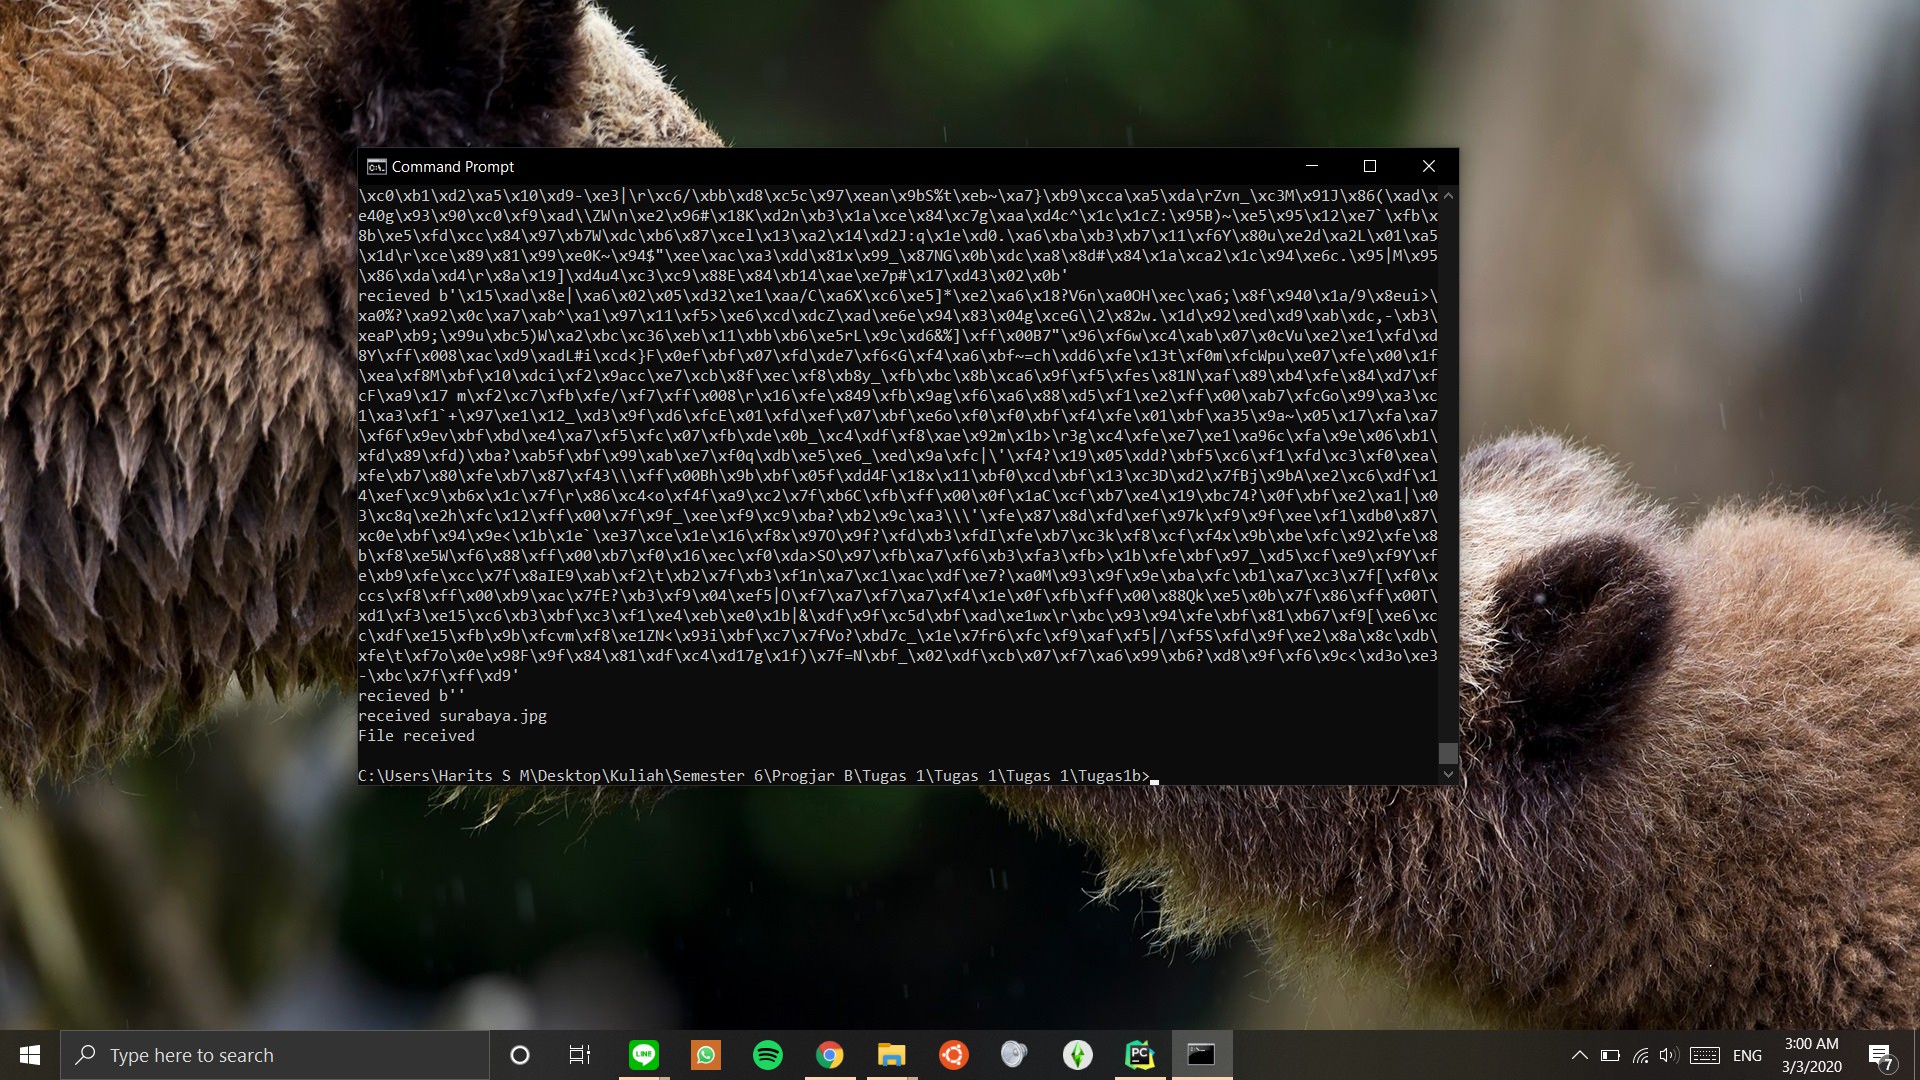 Command Prompt
\xc0\xb1\xd2\xa5\x10\xd9-\xe3|\r\xc6/\xbb\xd8\xc5c\x97\xean\x9bS%t\xeb~\xa7}\xb9\xcca\xa5\xda\rZvn_\xc3M\x91J\x86(\xad\x
e40g\x93\x90\xc0\xf9\xad\\ZW\n\xe2\x96#\x18K\xd2n\xb3\x1a\xce\x84\xc7g\xaa\xd4c^\x1c\x1cZ:\x95B)~\xe5\x95\x12\xe7`\xfb\x
8b\xe5\xfd\xcc\x84\x97\xb7W\xdc\xb6\x87\xcel\x13\xa2\x14\xd2J:q\x1e\xd0.\xa6\xba\xb3\xb7\x11\xf6Y\x80u\xe2d\xa2L\x01\xa5
\x1d\r\xce\x89\x81\x99\xe0K~\x94$"\xee\xac\xa3\xdd\x81x\x99_\x87NG\x0b\xdc\xa8\x8d#\x84\x1a\xca2\x1c\x94\xe6c.\x95|M\x95
\x86\xda\xd4\r\x8a\x19]\xd4u4\xc3\xc9\x88E\x84\xb14\xae\xe7p#\x17\xd43\x02\x0b'
recieved b'\x15\xad\x8e|\xa6\x02\x05\xd32\xe1\xaa/C\xa6X\xc6\xe5]*\xe2\xa6\x18?V6n\xa0OH\xec\xa6;\x8f\x940\x1a/9\x8eui>\
xa0%?\xa92\x0c\xa7\xab^\xa1\x97\x11\xf5>\xe6\xcd\xdcZ\xad\xe6e\x94\x83\x04g\xceG\\2\x82w.\x1d\x92\xed\xd9\xab\xdc,-\xb3\
xeaP\xb9;\x99u\xbc5)W\xa2\xbc\xc36\xeb\x11\xbb\xb6\xe5rL\x9c\xd6&%]\xff\x00B7"\x96\xf6w\xc4\xab\x07\x0cVu\xe2\xe1\xfd\xd
8Y\xff\x008\xac\xd9\xadL#i\xcd<}F\x0ef\xbf\x07\xfd\xde7\xf6<G\xf4\xa6\xbf~=ch\xdd6\xfe\x13t\xf0m\xfcWpu\xe07\xfe\x00\x1f
\xea\xf8M\xbf\x10\xdci\xf2\x9acc\xe7\xcb\x8f\xec\xf8\xb8y_\xfb\xbc\x8b\xca6\x9f\xf5\xfes\x81N\xaf\x89\xb4\xfe\x84\xd7\xf
cF\xa9\x17 m\xf2\xc7\xfb\xfe/\xf7\xff\x008\r\x16\xfe\x849\xfb\x9ag\xf6\xa6\x88\xd5\xf1\xe2\xff\x00\xab7\xfcGo\x99\xa3\xc
1\xa3\xf1`+\x97\xe1\x12_\xd3\x9f\xd6\xfcE\x01\xfd\xef\x07\xbf\xe6o\xf0\xf0\xbf\xf4\xfe\x01\xbf\xa35\x9a~\x05\x17\xfa\xa7
\xf6f\x9ev\xbf\xbd\xe4\xa7\xf5\xfc\x07\xfb\xde\x0b_\xc4\xdf\xf8\xae\x92m\x1b>\r3g\xc4\xfe\xe7\xe1\xa96c\xfa\x9e\x06\xb1\
xfd\x89\xfd)\xba?\xab5f\xbf\x99\xab\xe7\xf0q\xdb\xe5\xe6_\xed\x9a\xfc|\'\xf4?\x19\x05\xdd?\xbf5\xc6\xf1\xfd\xc3\xf0\xea\
xfe\xb7\x80\xfe\xb7\x87\xf43\\\xff\x00Bh\x9b\xbf\x05f\xdd4F\x18x\x11\xbf0\xcd\xbf\x13\xc3D\xd2\x7fBj\x9bA\xe2\xc6\xdf\x1
4\xef\xc9\xb6x\x1c\x7f\r\x86\xc4<o\xf4f\xa9\xc2\x7f\xb6C\xfb\xff\x00\x0f\x1aC\xcf\xb7\xe4\x19\xbc74?\x0f\xbf\xe2\xa1|\x0
3\xc8q\xe2h\xfc\x12\xff\x00\x7f\x9f_\xee\xf9\xc9\xba?\xb2\x9c\xa3\\\'\xfe\x87\x8d\xfd\xef\x97k\xf9\x9f\xee\xf1\xdb0\x87\
xc0e\xbf\x94\x9e<\x1b\x1e`\xe37\xce\x1e\x16\xf8x\x97O\x9f?\xfd\xb3\xfdI\xfe\xb7\xc3k\xf8\xcf\xf4x\x9b\xbe\xfc\x92\xfe\x8
b\xf8\xe5W\xf6\x88\xff\x00\xb7\xf0\x16\xec\xf0\xda>SO\x97\xfb\xa7\xf6\xb3\xfa3\xfb>\x1b\xfe\xbf\x97_\xd5\xcf\xe9\xf9Y\xf
e\xb9\xfe\xcc\x7f\x8aIE9\xab\xf2\t\xb2\x7f\xb3\xf1n\xa7\xc1\xac\xdf\xe7?\xa0M\x93\x9f\x9e\xba\xfc\xb1\xa7\xc3\x7f[\xf0\x
ccs\xf8\xff\x00\xb9\xac\x7fE?\xb3\xf9\x04\xef5|O\xf7\xa7\xf7\xa7\xf4\x1e\x0f\xfb\xff\x00\x88Qk\xe5\x0b\x7f\x86\xff\x00T\
xd1\xf3\xe15\xc6\xb3\xbf\xc3\xf1\xe4\xeb\xe0\x1b|&\xdf\x9f\xc5d\xbf\xad\xe1wx\r\xbc\x93\x94\xfe\xbf\x81\xb67\xf9[\xe6\xc
c\xdf\xe15\xfb\x9b\xfcvm\xf8\xe1ZN<\x93i\xbf\xc7\x7fVo?\xbd7c_\x1e\x7fr6\xfc\xf9\xaf\xf5|/\xf5S\xfd\x9f\xe2\x8a\x8c\xdb\
xfe\t\xf7o\x0e\x98F\x9f\x84\x81\xdf\xc4\xd17g\x1f)\x7f=N\xbf_\x02\xdf\xcb\x07\xf7\xa6\x99\xb6?\xd8\x9f\xf6\x9c<\xd3o\xe3
-\xbc\x7f\xff\xd9'
recieved b''
received surabaya.jpg
File received
C:\Users\Harits S M\Desktop\Kuliah\Semester 6\Progjar B\Tugas 1\Tugas 1\Tugas 1\Tugas1b>
Type here to search
LINE
PC
ENG
3:00 AM
3/3/2020
7